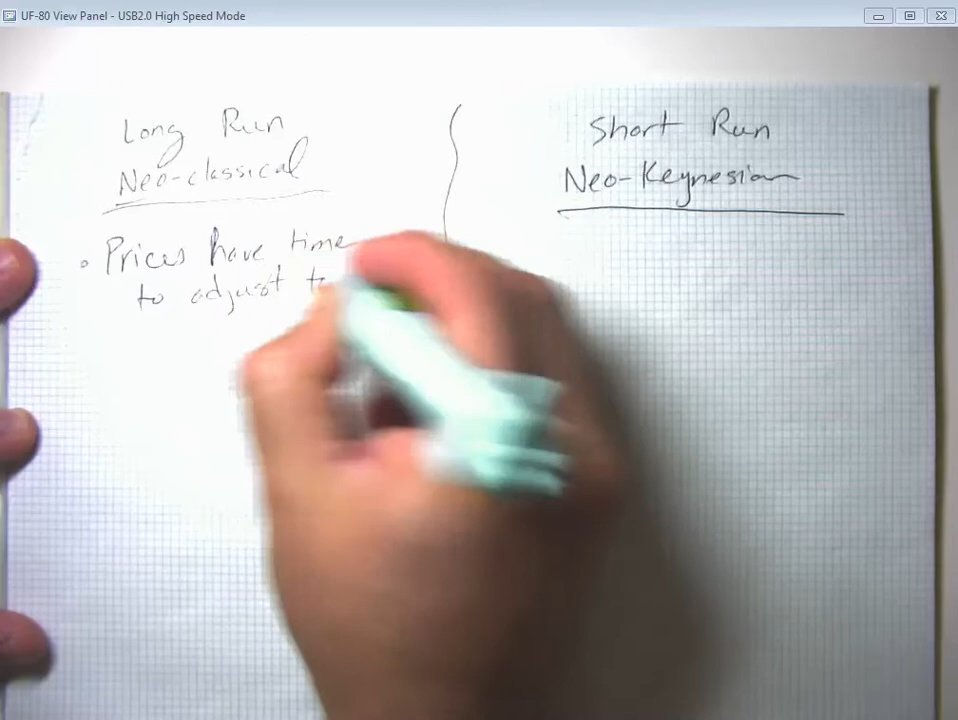 UF-80 View Panel - USB2.0 High Speed Mode
Long Run
Neo-classical
• Prices have time
to adjust
Short Run
Neo-Keynesian